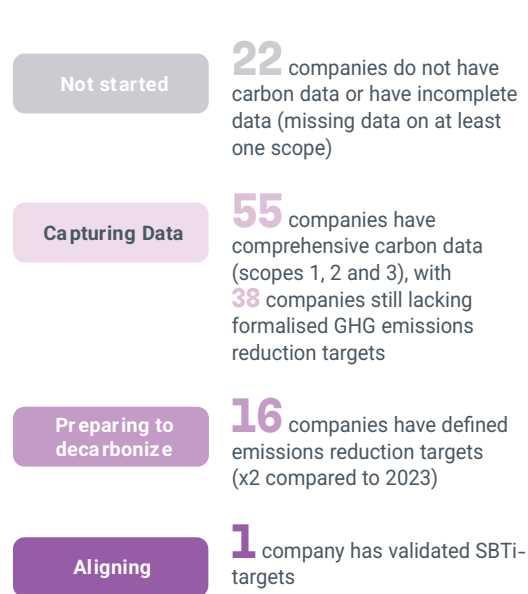 Not started
22 companies do not have
carbon data or have incomplete
data (missing data on at least
one scope)
Capturing Data
55 companies have
comprehensive carbon data
(scopes 1, 2 and 3), with
38 companies still lacking
formalised GHG emissions
reduction targets
Preparing to
decarbonize
16 companies have defined
emissions reduction targets
(x2 compared to 2023)
Aligning
1 company has validated SBTi-
targets